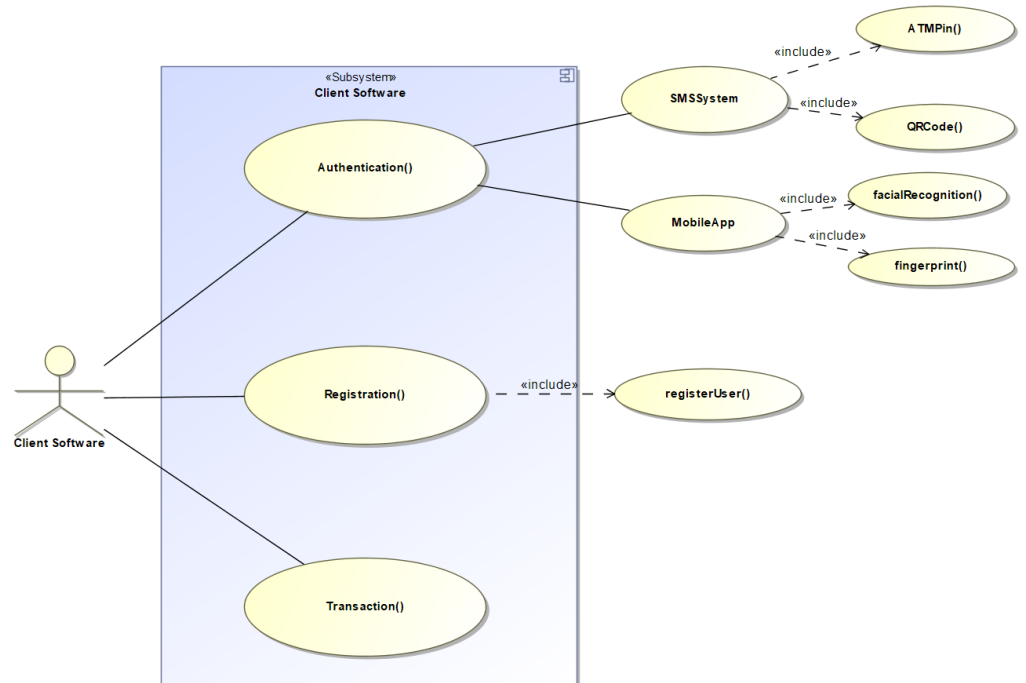 ATMPin()
«include»
«Subsystem»
Client Software
SMSSystem
«include»
QRCode()
Authentication()
«include»
facialRecognition()
MobileApp
«include»
fingerprint()
«include»
Registration()
registerUser()
Client Software
Transaction()